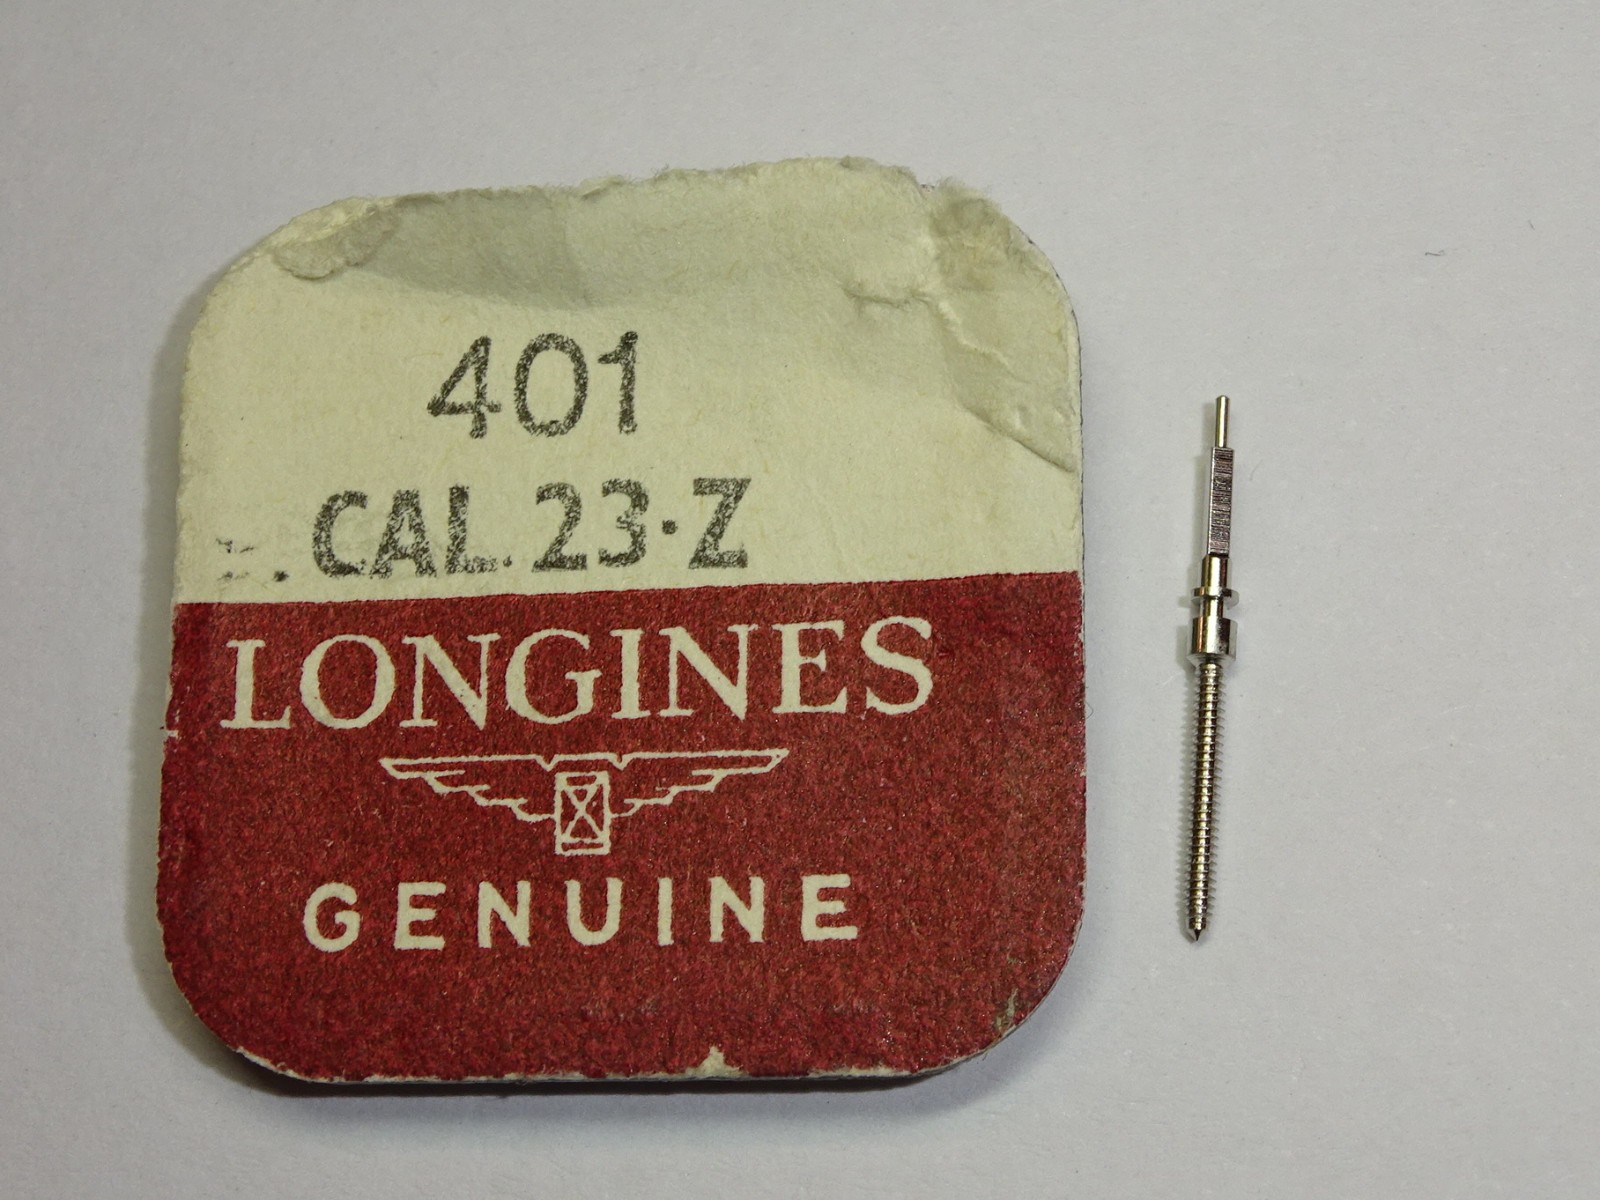 401
CAL. 23·Z
LONGINES
GENUINE